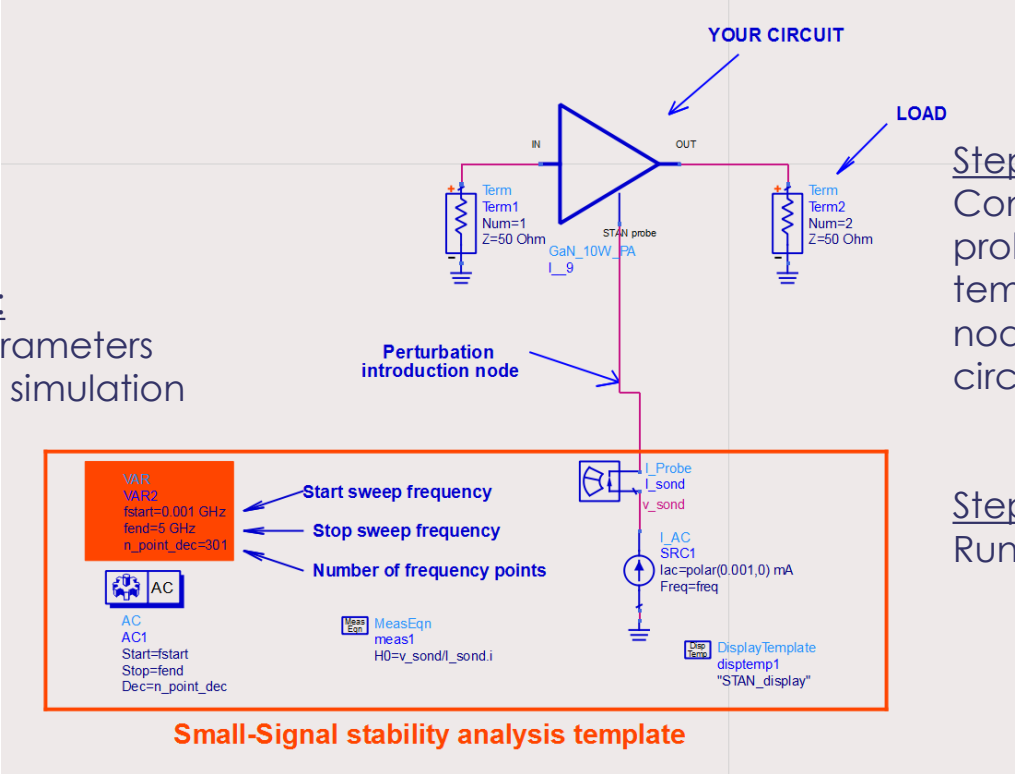 YOUR CIRCUIT
LOAD
IN
OUT
Term
Term1
Num=1
Z=50 Ohm
STAN probe
GaN_10W_PA
I__9
Term
Term2
Num=2
Z=50 Ohm
Perturbation
introduction node
rameters
simulation
VAR
VAR2
fstart=0.001 GHz
fend=5 GHz
n_point_dec=301
Start sweep frequency
Stop sweep frequency
Number of frequency points
AC
AC
AC1
Start=fstart
Stop=fend
Dec=n_point_dec
Meas
Eqn
MeasEqn
meas1
H0=v_sond/I_sond.i
I_Probe
I_sond
v_sond
I_AC
SRC1
Iac=polar(0.001,0) mA
Freq=freq
Disp
Temp
DisplayTemplate
disptemp1
"STAN_display"
Small-Signal stability analysis template
Step
Cor
prol
tem
noc
circ
Step
Run